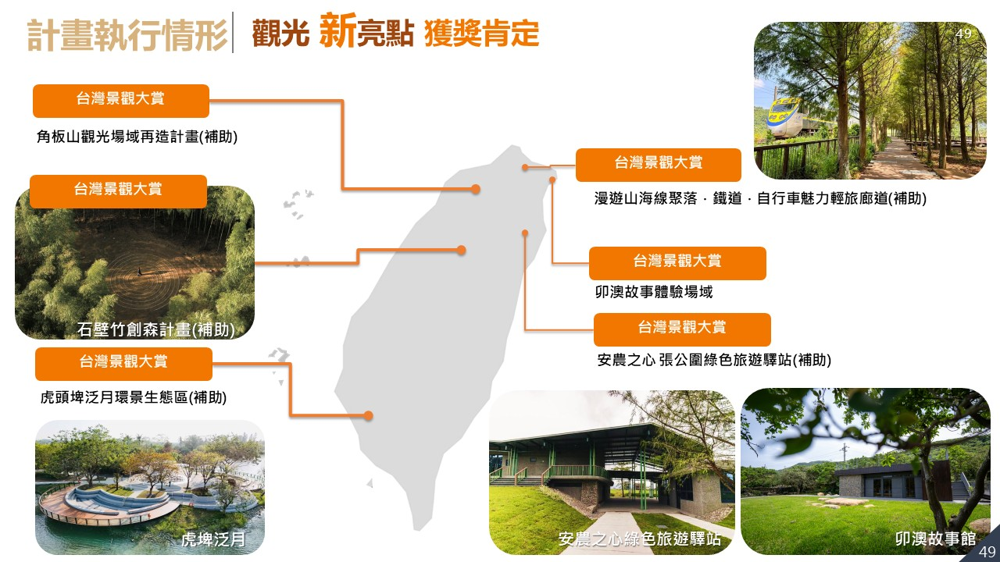 計畫執行情形 觀光 新亮點 獲獎肯定
49
台灣景觀大賞
角板山觀光場域再造計畫(補助)
台灣景觀大賞
石壁竹創森計畫(補助)
台灣景觀大賞
虎頭埤泛月環景生態區(補助)
虎埤泛月
台灣景觀大賞
漫遊山海線聚落．鐵道．自行車魅力輕旅廊道(補助)
台灣景觀大賞
卯澳故事體驗場域
台灣景觀大賞
安農之心 張公圍綠色旅遊驛站(補助)
安農之心綠色旅遊驛站
卯澳故事館
49